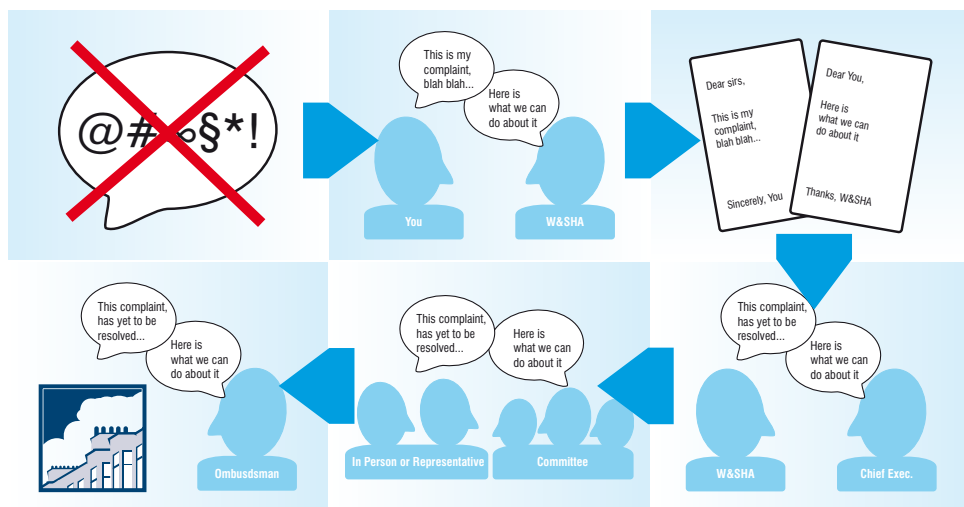 @#%§*!
This is my
complaint,
blah blah...
Here is
what we can
do about it
You
W&SHA
Dear sirs,
This is my
complaint,
blah blah...
Sincerely, You
Dear You,
Here is
what we can
do about it
Thanks, W&SHA
This complaint,
has yet to be
resolved...
Here is
what we can
do about it
W&SHA
Chief Exec.
This complaint,
has yet to be
resolved...
Here is
what we can
do about it
In Person or Representative
Committee
This complaint,
has yet to be
resolved...
Here is
what we can
do about it
Ombusdsman